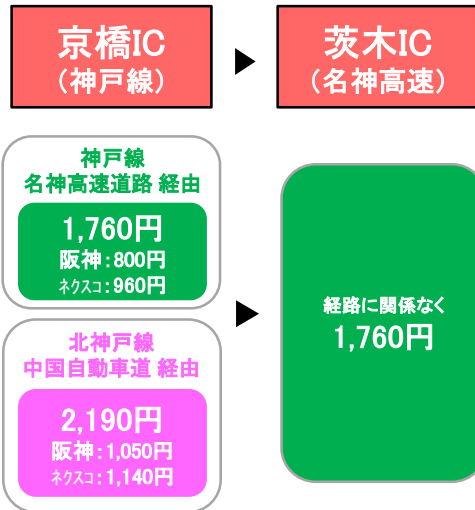 京橋IC
(神戸線)
茨木IC
(名神高速)
神戸線
名神高速道路 経由
1,760円
阪神:800円
ネクスコ:960円
北神戸線
中国自動車道 経由
2,190円
阪神:1,050円
ネクスコ:1,140円
経路に関係なく
1,760円